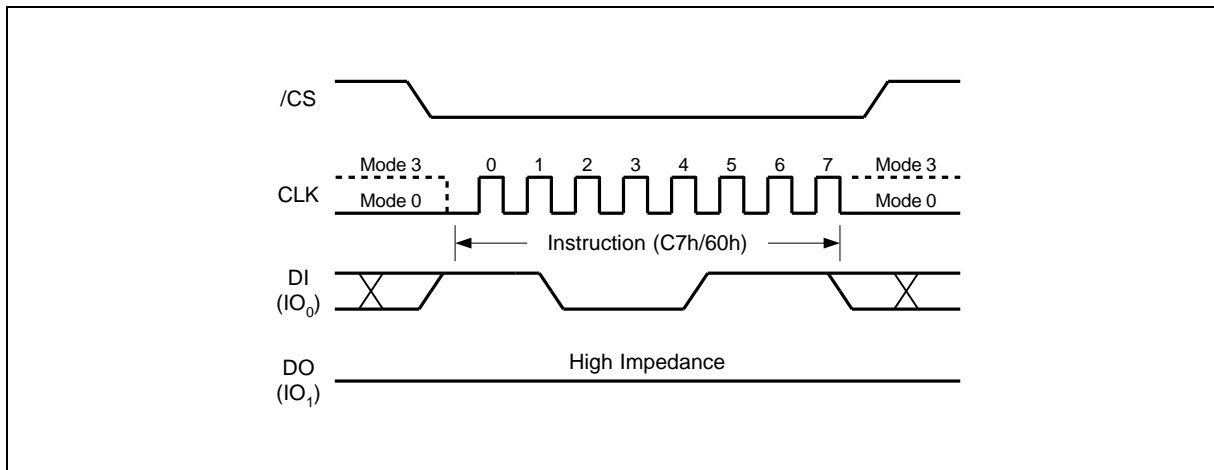 /CS
Mode 3 0 1 2 3 4 5 6 7 Mode 3
CLK
Mode 0 Mode 0
Instruction (C7h/60h)
DI
(IO0)
High Impedance
DO
(IO1)